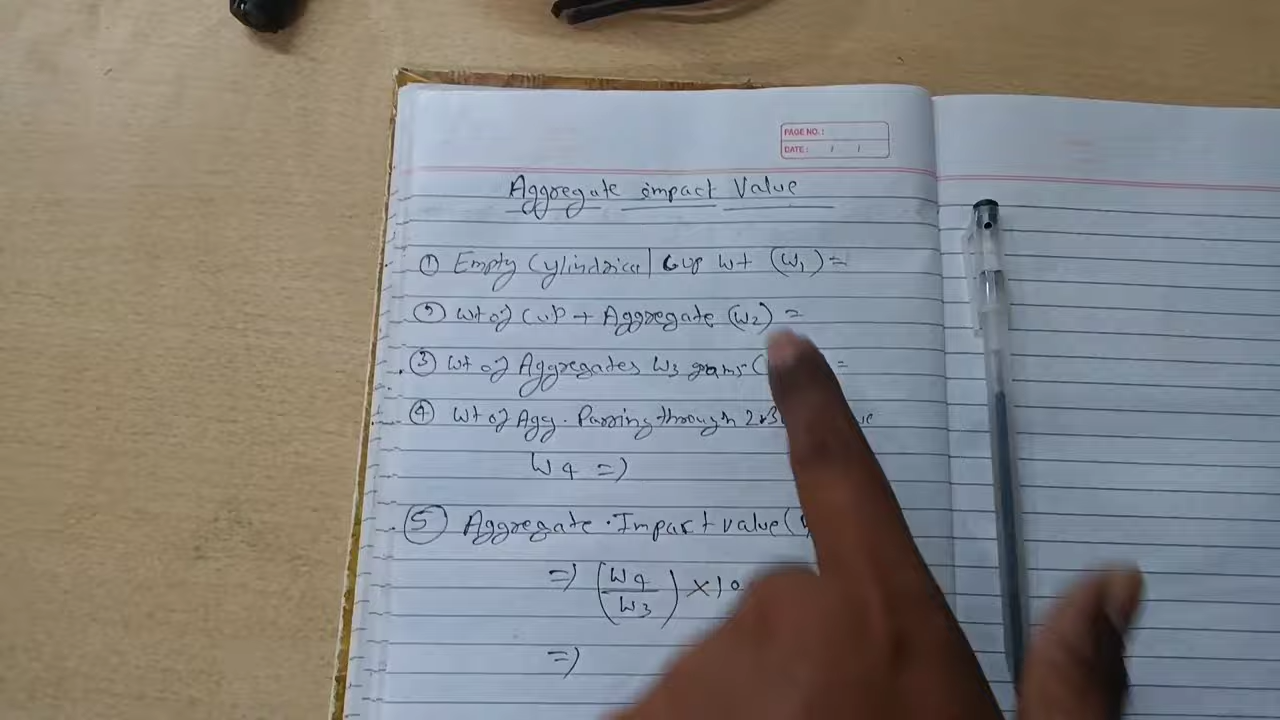 PAGE NO.:
DATE: / /
Aggregate impact Value
① Empty Cylindrical Cup wt (W1) =
② wt of Cup + Aggregate (W2) =
③ wt of Aggregates W3 grams ( =
④ Wt of Agg. Passing through
W4 =>
⑤ Aggregate. Impact value (
=> (W4/W3) X 10
=>